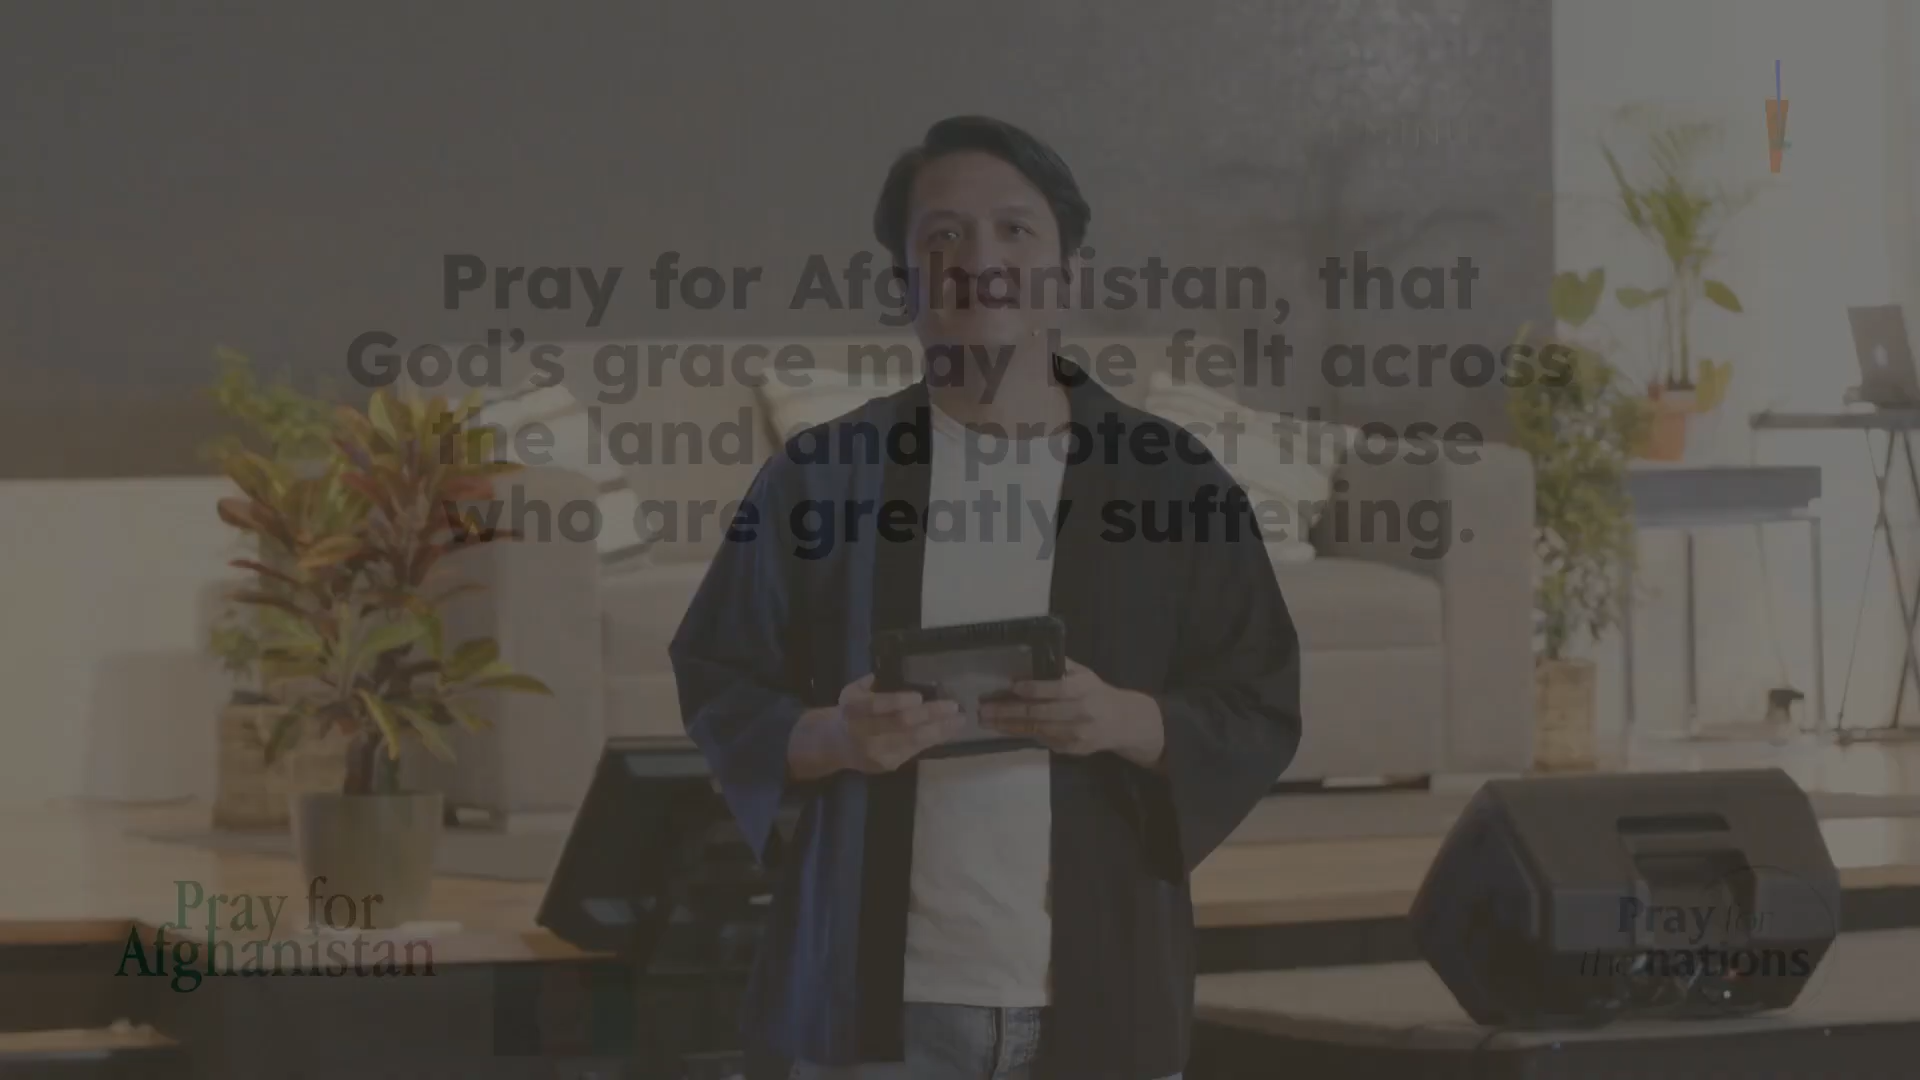 Pray for Afghanistan, that
God's grace may be felt across
the land and protect those
who are greatly suffering.
Pray for
Afghanistan
Pray for
the nations